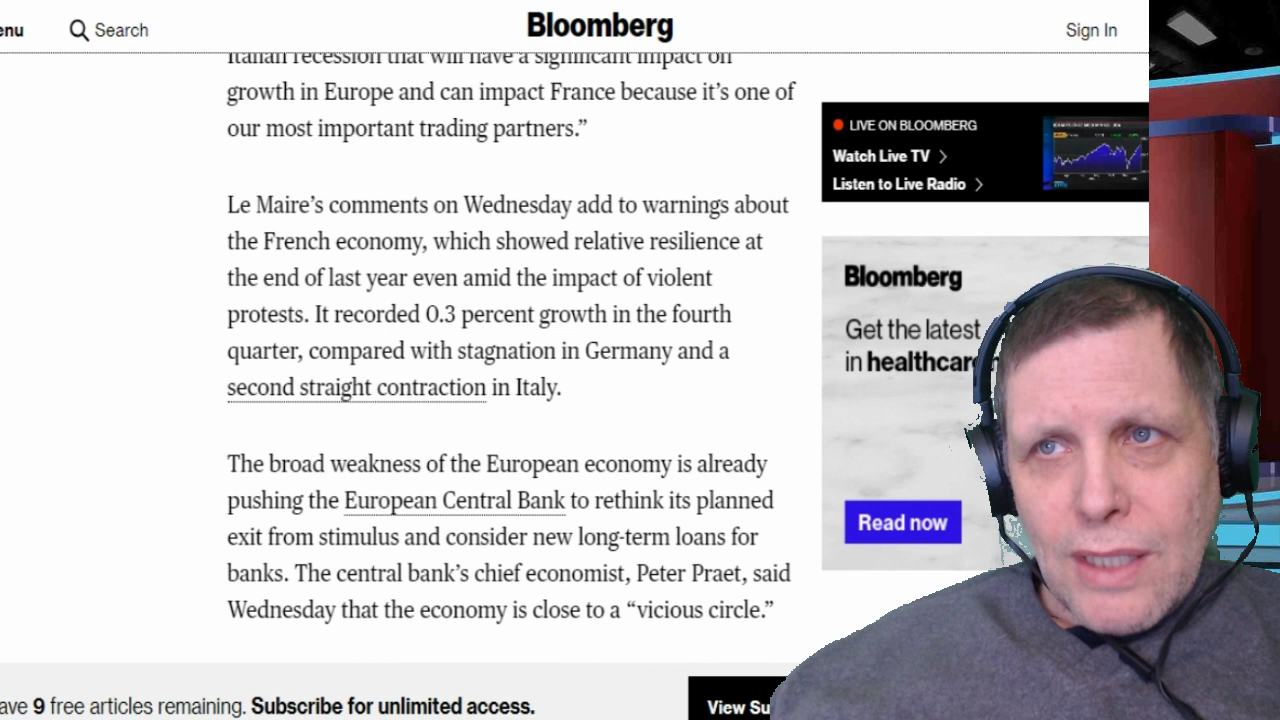 enu
Search
Bloomberg
Sign In
Italian recession that will have a significant impact on
growth in Europe and can impact France because it’s one of
our most important trading partners.”
LIVE ON BLOOMBERG
Watch Live TV
Listen to Live Radio
Le Maire’s comments on Wednesday add to warnings about
the French economy, which showed relative resilience at
the end of last year even amid the impact of violent
protests. It recorded 0.3 percent growth in the fourth
quarter, compared with stagnation in Germany and a
second straight contraction in Italy.
Bloomberg
Get the latest
in healthcare
Read now
The broad weakness of the European economy is already
pushing the European Central Bank to rethink its planned
exit from stimulus and consider new long-term loans for
banks. The central bank’s chief economist, Peter Praet, said
Wednesday that the economy is close to a “vicious circle.”
ave 9 free articles remaining. Subscribe for unlimited access.
View Su